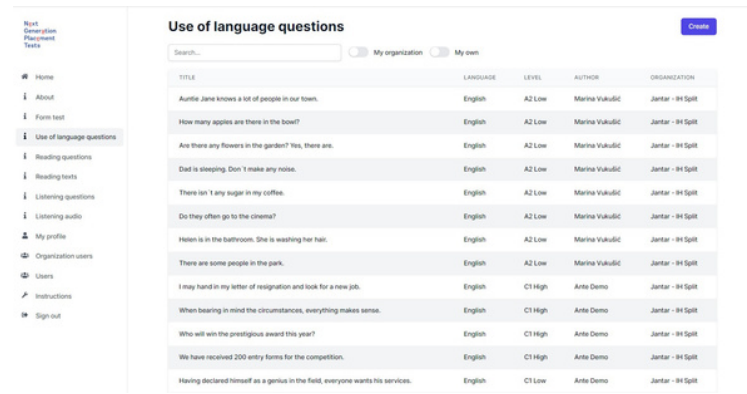 Next
Generation
Placement
Tests
Home
About
Form test
Use of language questions
Reading questions
Reading texts
Listening questions
Listening audio
My profile
Organization users
Users
Instructions
Sign out
Use of language questions
Create
Search...
My organization
My own
TITLE LANGUAGE LEVEL AUTHOR ORGANIZATION
Auntie Jane knows a lot of people in our town. English A2 Low Marina Vukušić Jantar - IH Split
How many apples are there in the bowl? English A2 Low Marina Vukušić Jantar - IH Split
Are there any flowers in the garden? Yes, there are. English A2 Low Marina Vukušić Jantar - IH Split
Dad is sleeping. Don´t make any noise. English A2 Low Marina Vukušić Jantar - IH Split
There isn´t any sugar in my coffee. English A2 Low Marina Vukušić Jantar - IH Split
Do they often go to the cinema? English A2 Low Marina Vukušić Jantar - IH Split
Helen is in the bathroom. She is washing her hair. English A2 Low Marina Vukušić Jantar - IH Split
There are some people in the park. English A2 Low Marina Vukušić Jantar - IH Split
I may hand in my letter of resignation and look for a new job. English C1 High Ante Demo Jantar - IH Split
When bearing in mind the circumstances, everything makes sense. English C1 High Ante Demo Jantar - IH Split
Who will win the prestigious award this year? English C1 High Ante Demo Jantar - IH Split
We have received 200 entry forms for the competition. English C1 High Ante Demo Jantar - IH Split
Having declared himself as a genius in the field, everyone wants his services. English C1 Low Ante Demo Jantar - IH Split